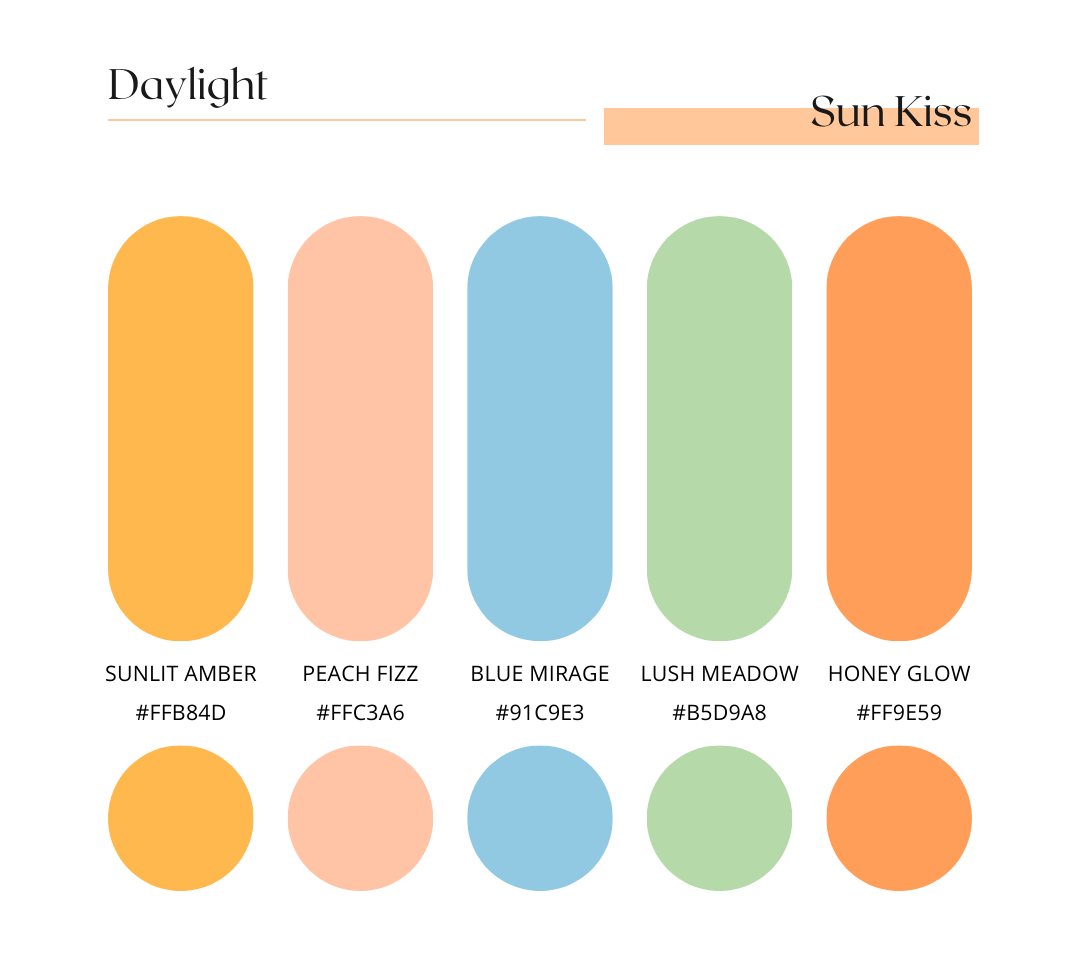 Daylight
Sun Kiss
SUNLIT AMBER
#FFB84D
PEACH FIZZ
#FFC3A6
BLUE MIRAGE
#91C9E3
LUSH MEADOW
#B5D9A8
HONEY GLOW
#FF9E59